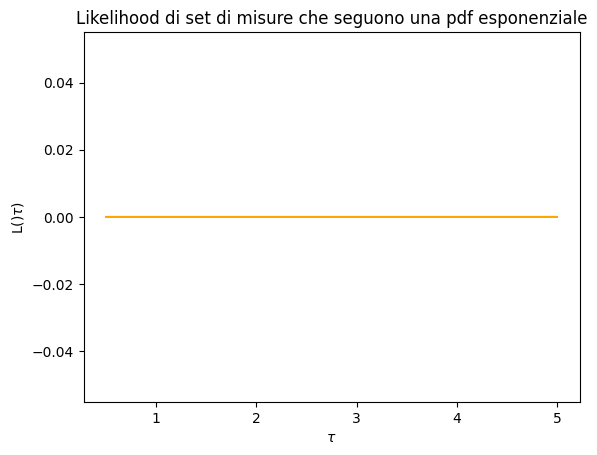 Likelihood di set di misure che seguono una pdf esponenziale
0.04
0.02
0.00
−0.02
−0.04
L()τ)
1 2 3 4 5
τ